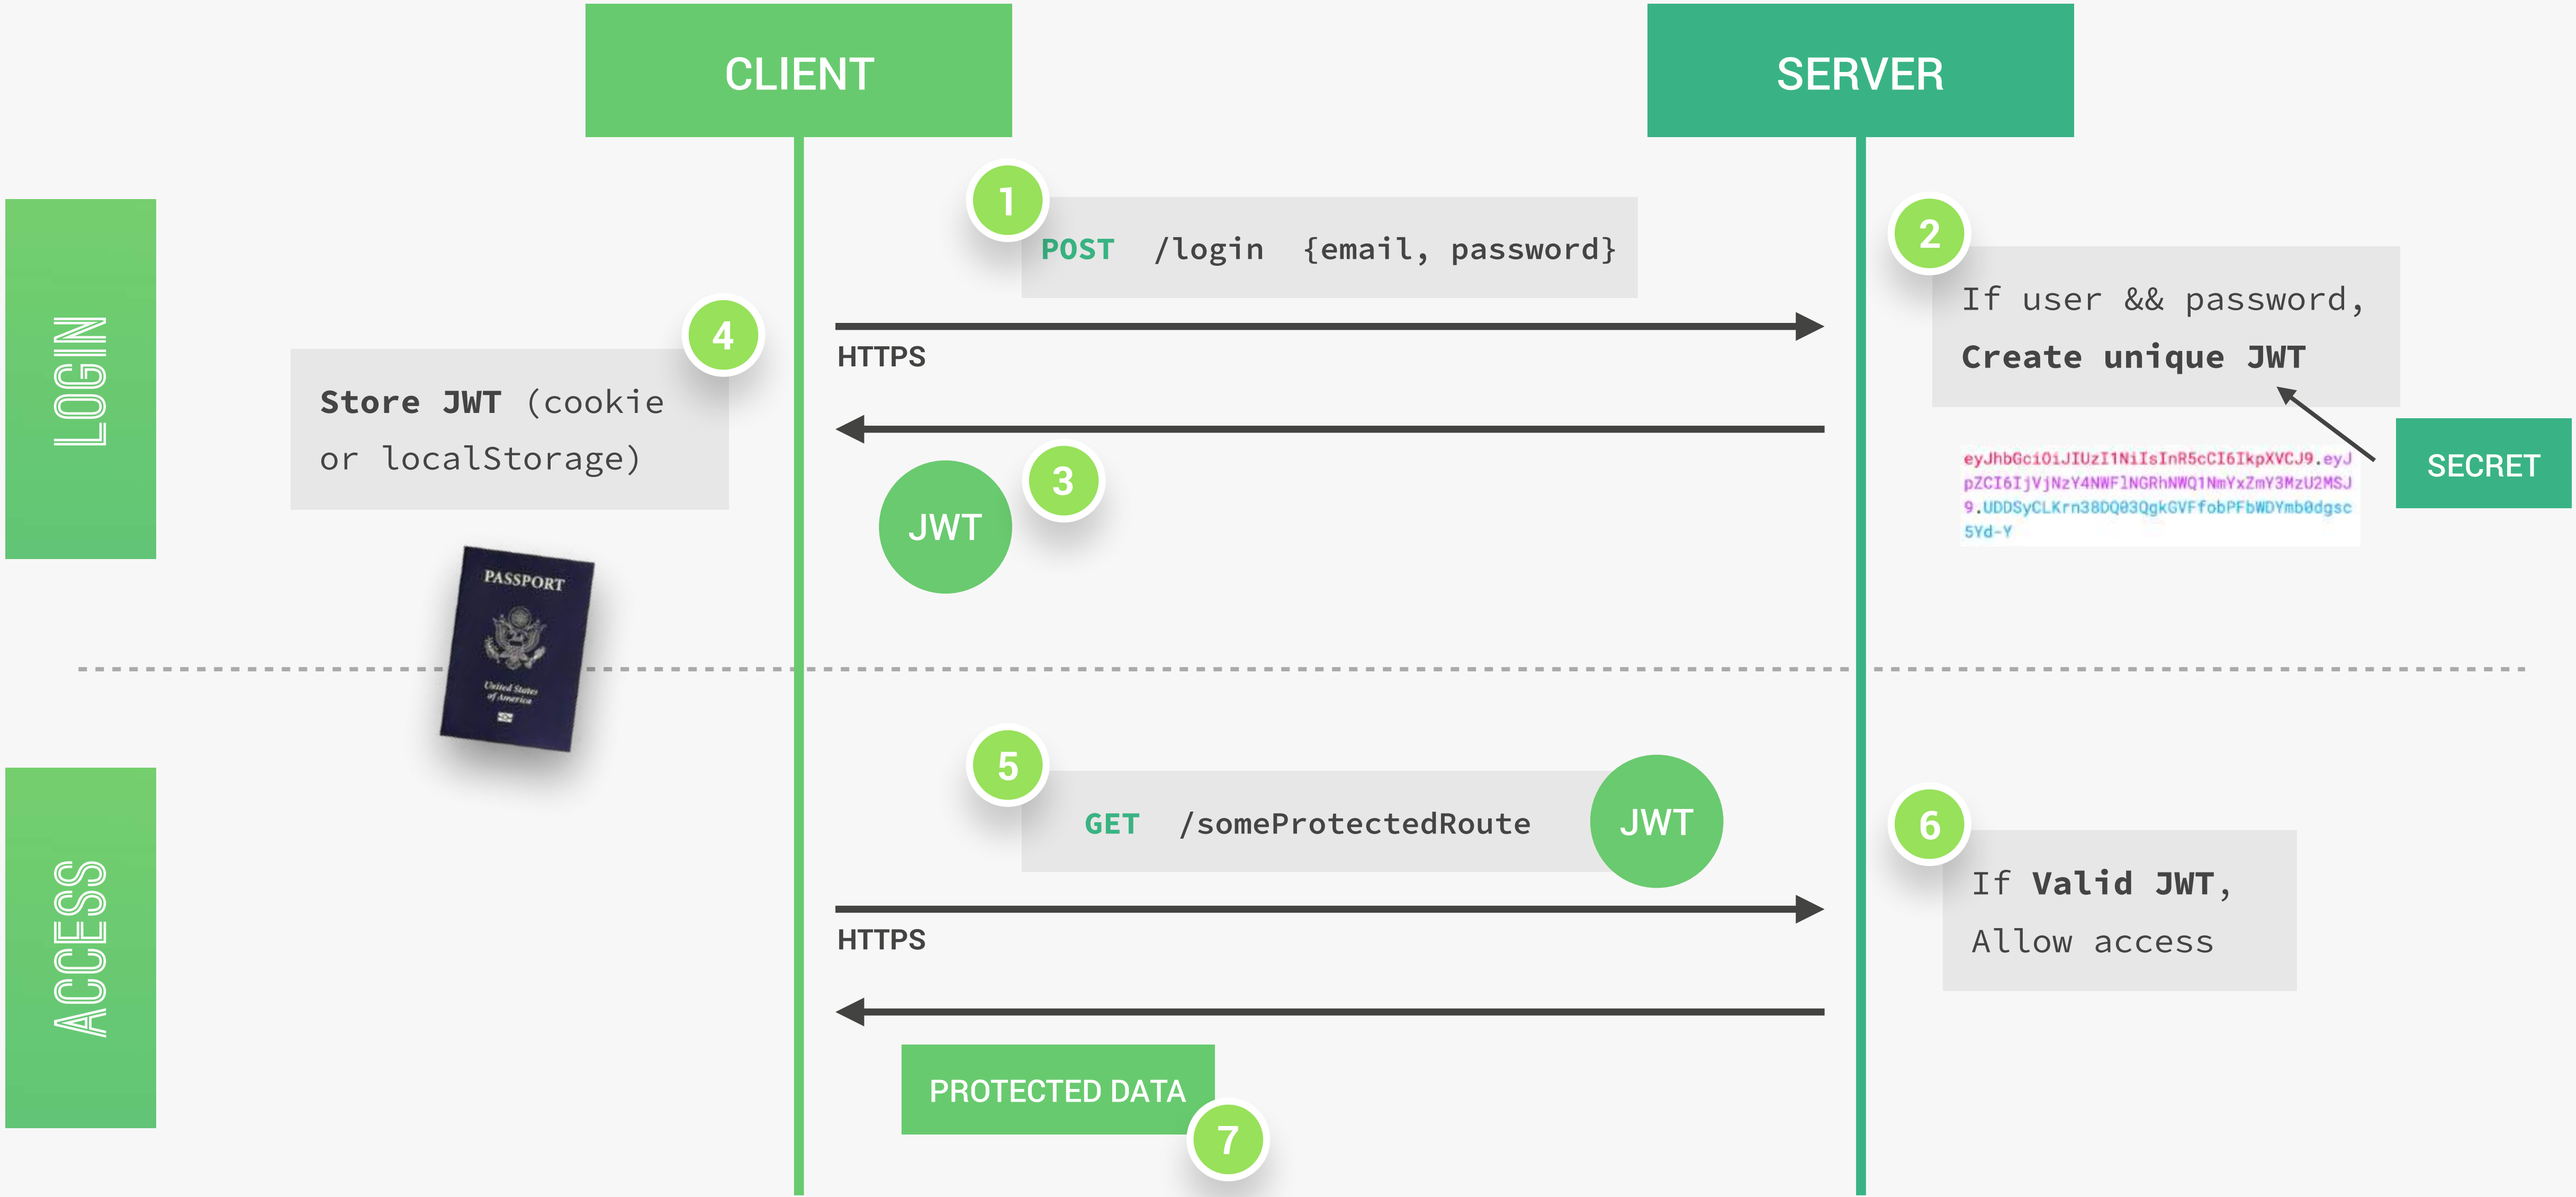 CLIENT
SERVER
LOGIN
1
POST /login {email, password}
HTTPS
2
If user && password,
Create unique JWT
SECRET
eyJhbGciOiJIUzI1NiIsInR5cCI6IkpXVCJ9.eyJ
pZCI6IjVjNzY4NWFlNGRhNWQ1NmYxZmY3MzU2MSJ
9.UDDSyCLKrn38DQ03QgkGVFfobPFbWDYmb0dgsc
5Yd-Y
3
JWT
4
Store JWT (cookie
or localStorage)
PASSPORT
United States
of America
ACCESS
5
GET /someProtectedRoute
JWT
HTTPS
6
If Valid JWT,
Allow access
PROTECTED DATA
7